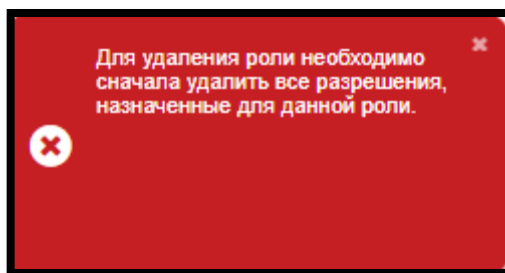 Для удаления роли необходимо
сначала удалить все разрешения,
назначенные для данной роли.